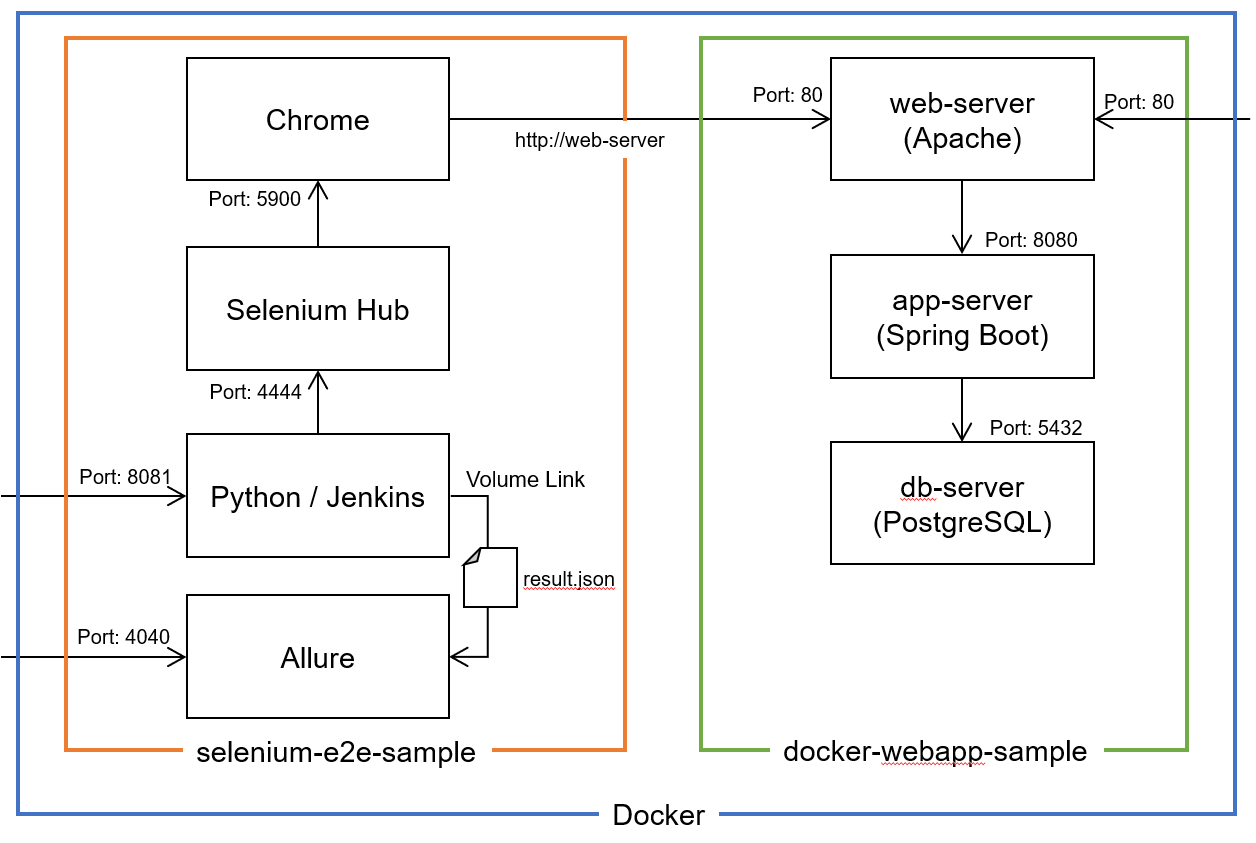 Chrome
Port: 5900
Selenium Hub
Port: 4444
Port: 8081
Python / Jenkins
Volume Link
result.json
Port: 4040
Allure
selenium-e2e-sample
http://web-server
Port: 80
web-server
(Apache)
Port: 80
Port: 8080
app-server
(Spring Boot)
Port: 5432
db-server
(PostgreSQL)
docker-webapp-sample
Docker